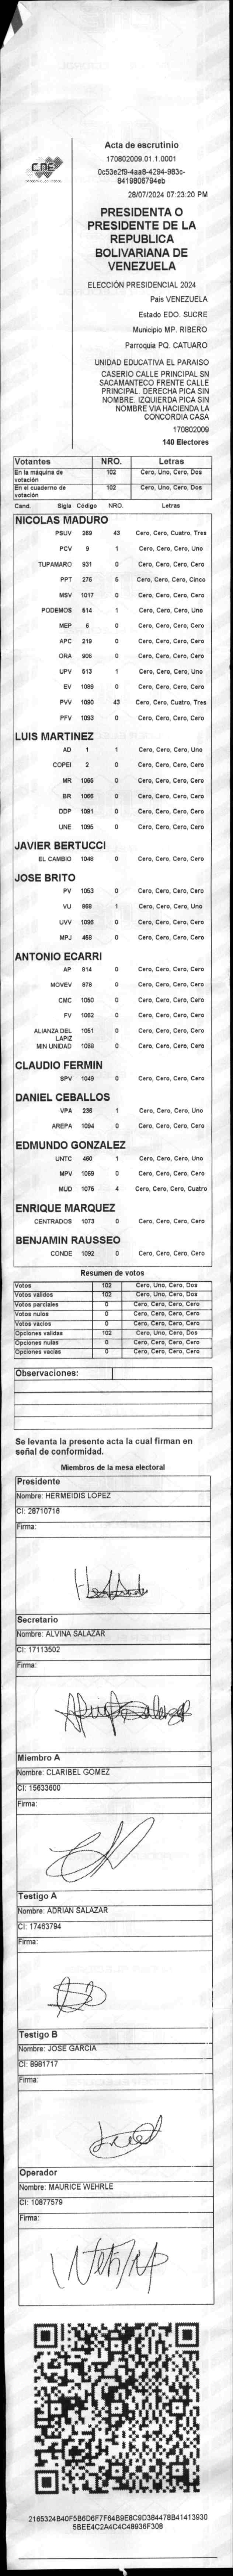 CNE
Acta de escrutinio
170802009.01.1.0001
0c53e2f9-4aa8-4294-983c-
8419806794eb
28/07/2024 07:23:20 PM
PRESIDENTA O
PRESIDENTE DE LA
REPUBLICA
BOLIVARIANA DE
VENEZUELA
ELECCIÓN PRESIDENCIAL 2024
Pais VENEZUELA
Estado EDO. SUCRE
Municipio MP. RIBERO
Parroquia PQ. CATUARO
UNIDAD EDUCATIVA EL PARAISO
CASERIO CALLE PRINCIPAL SN
SACAMANTECO FRENTE CALLE
PRINCIPAL. DERECHA PICA SIN
NOMBRE. IZQUIERDA PICA SIN
NOMBRE VIA HACIENDA LA
CONCORDIA CASA
170802009
140 Electores
Votantes NRO. Letras
En la máquina de votación 102 Cero, Uno, Cero, Dos
En el cuaderno de votación 102 Cero, Uno, Cero, Dos
Cand. Sigla Código NRO. Letras
NICOLAS MADURO
PSUV 269 43 Cero, Cero, Cuatro, Tres
PCV 9 1 Cero, Cero, Cero, Uno
TUPAMARO 931 0 Cero, Cero, Cero, Cero
PPT 276 5 Cero, Cero, Cero, Cinco
MSV 1017 0 Cero, Cero, Cero, Cero
PODEMOS 514 1 Cero, Cero, Cero, Uno
MEP 6 0 Cero, Cero, Cero, Cero
APC 219 0 Cero, Cero, Cero, Cero
ORA 906 0 Cero, Cero, Cero, Cero
UPV 513 1 Cero, Cero, Cero, Uno
EV 1089 0 Cero, Cero, Cero, Cero
PVV 1090 43 Cero, Cero, Cuatro, Tres
PFV 1093 0 Cero, Cero, Cero, Cero
LUIS MARTINEZ
AD 1 1 Cero, Cero, Cero, Uno
COPEI 2 0 Cero, Cero, Cero, Cero
MR 1065 0 Cero, Cero, Cero, Cero
BR 1066 0 Cero, Cero, Cero, Cero
DDP 1091 0 Cero, Cero, Cero, Cero
UNE 1095 0 Cero, Cero, Cero, Cero
JAVIER BERTUCCI
EL CAMBIO 1048 0 Cero, Cero, Cero, Cero
JOSE BRITO
PV 1053 0 Cero, Cero, Cero, Cero
VU 868 1 Cero, Cero, Cero, Uno
UVV 1096 0 Cero, Cero, Cero, Cero
MPJ 458 0 Cero, Cero, Cero, Cero
ANTONIO ECARRI
AP 914 0 Cero, Cero, Cero, Cero
MOVEV 878 0 Cero, Cero, Cero, Cero
CMC 1050 0 Cero, Cero, Cero, Cero
FV 1062 0 Cero, Cero, Cero, Cero
ALIANZA DEL LAPIZ 1051 0 Cero, Cero, Cero, Cero
MIN UNIDAD 1068 0 Cero, Cero, Cero, Cero
CLAUDIO FERMIN
SPV 1049 0 Cero, Cero, Cero, Cero
DANIEL CEBALLOS
VPA 236 1 Cero, Cero, Cero, Uno
AREPA 1094 0 Cero, Cero, Cero, Cero
EDMUNDO GONZALEZ
UNTC 460 1 Cero, Cero, Cero, Uno
MPV 1069 0 Cero, Cero, Cero, Cero
MUD 1075 4 Cero, Cero, Cero, Cuatro
ENRIQUE MARQUEZ
CENTRADOS 1073 0 Cero, Cero, Cero, Cero
BENJAMIN RAUSSEO
CONDE 1092 0 Cero, Cero, Cero, Cero
Resumen de votos
Votos 102 Cero, Uno, Cero, Dos
Votos validos 102 Cero, Uno, Cero, Dos
Votos parciales 0 Cero, Cero, Cero, Cero
Votos nulos 0 Cero, Cero, Cero, Cero
Votos vacios 0 Cero, Cero, Cero, Cero
Opciones validas 102 Cero, Uno, Cero, Dos
Opciones nulas 0 Cero, Cero, Cero, Cero
Opciones vacias 0 Cero, Cero, Cero, Cero
Observaciones:
Se levanta la presente acta la cual firman en
señal de conformidad.
Miembros de la mesa electoral
Presidente
Nombre: HERMEIDIS LOPEZ
CI: 28710716
Firma:
Secretario
Nombre: ALVINA SALAZAR
CI: 17113502
Firma:
Miembro A
Nombre: CLARIBEL GOMEZ
CI: 15633600
Firma:
Testigo A
Nombre: ADRIAN SALAZAR
CI: 17463794
Firma:
Testigo B
Nombre: JOSE GARCIA
CI: 8981717
Firma:
Operador
Nombre: MAURICE WEHRLE
CI: 10877579
Firma:
2165324B40F5B6D6F7F64B9E8C9D384478B41413930
5BEE4C2A4C4C48936F308